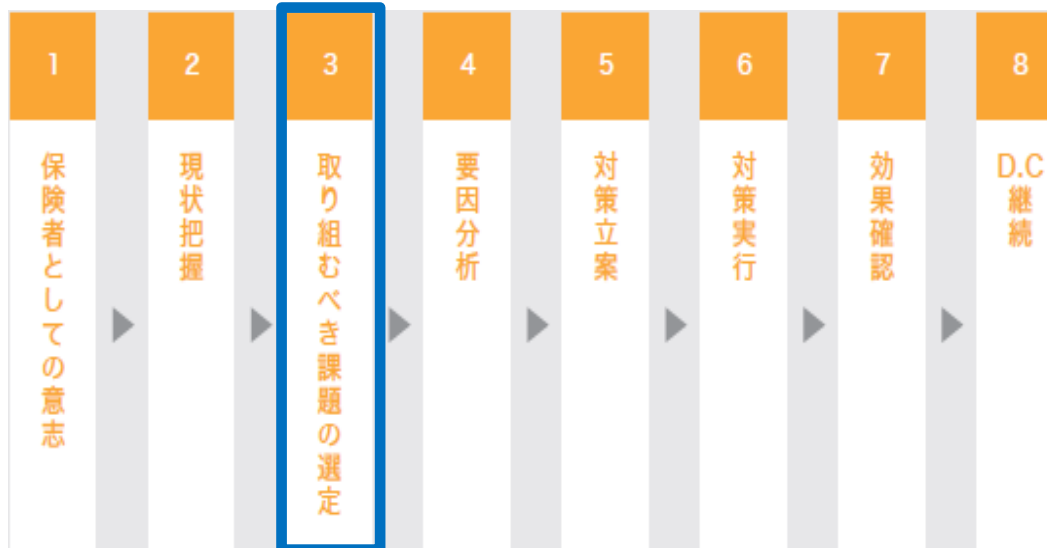 1
保険者としての意志
2
現状把握
3
取り組むべき課題の選定
4
要因分析
5
対策立案
6
対策実行
7
効果確認
8
D.C
継続